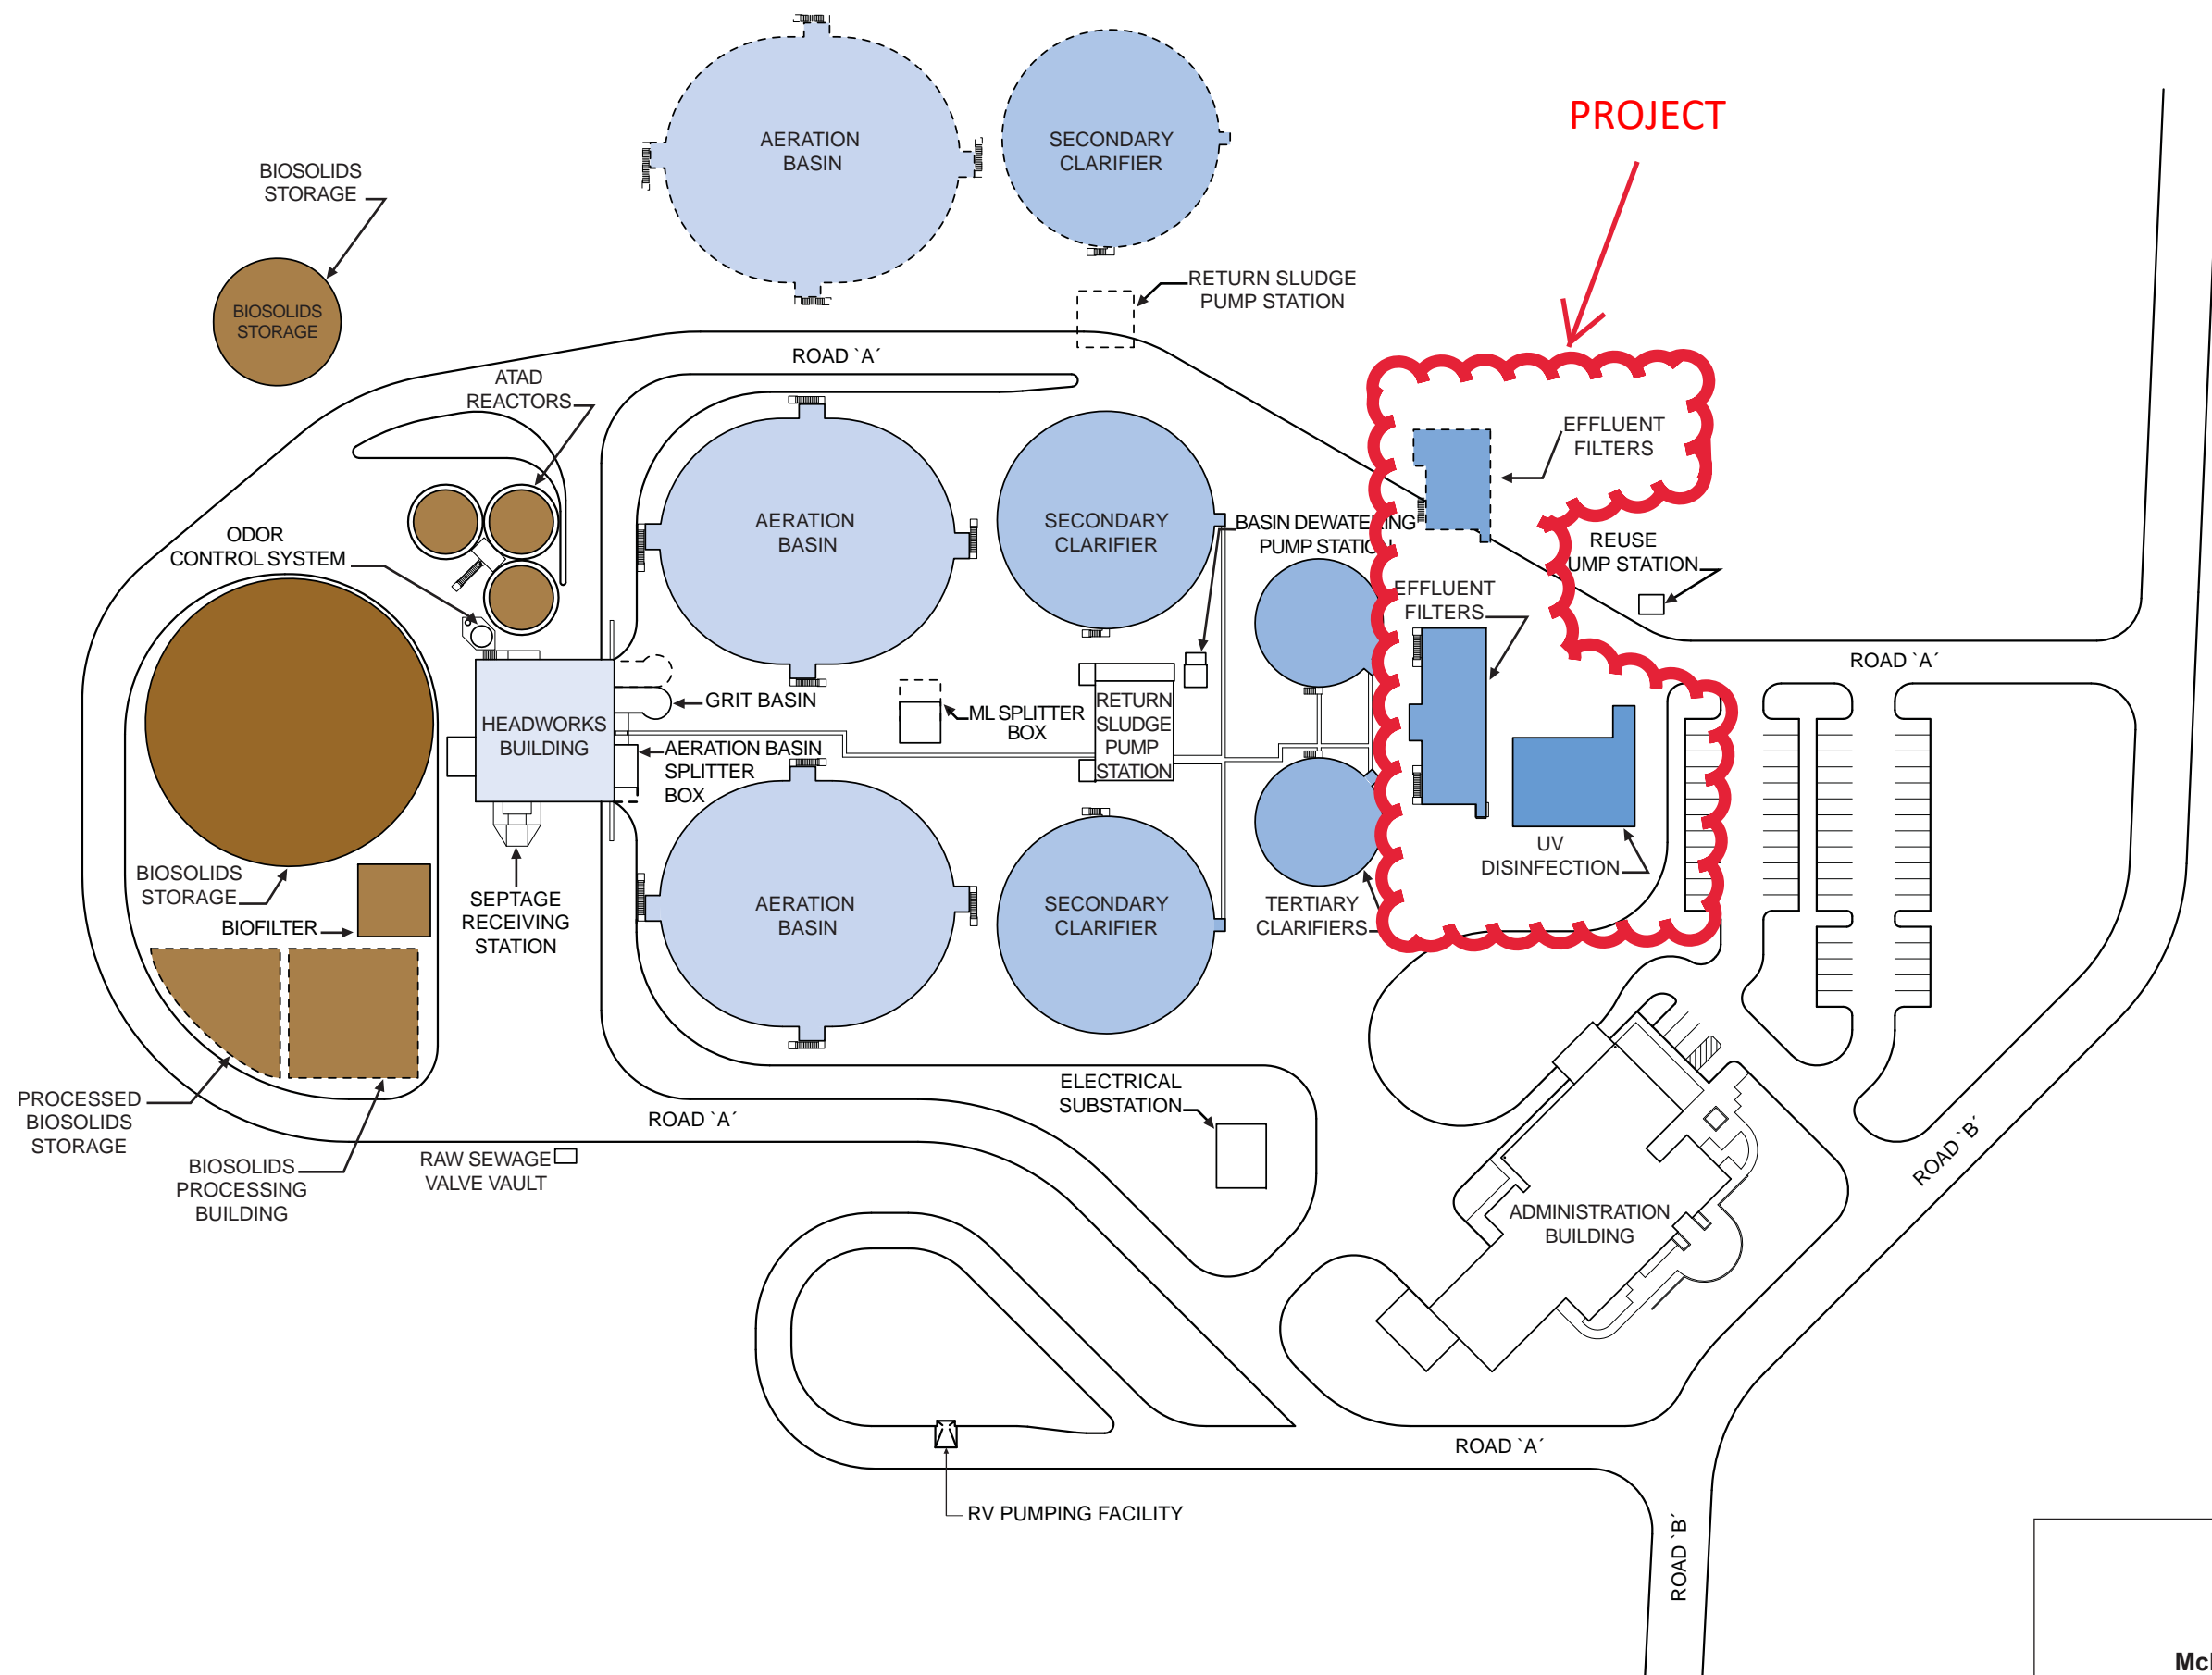 PROJECT
AERATION
BASIN
SECONDARY
CLARIFIER
BIOSOLIDS
STORAGE
BIOSOLIDS
STORAGE
RETURN SLUDGE
PUMP STATION
ROAD `A´
ATAD
REACTORS
EFFLUENT
FILTERS
ODOR
CONTROL SYSTEM
AERATION
BASIN
SECONDARY
CLARIFIER
BASIN DEWATERING
PUMP STATION
REUSE
UMP STATION
EFFLUENT
FILTERS
ROAD `A´
HEADWORKS
BUILDING
GRIT BASIN
ML SPLITTER
BOX
RETURN
SLUDGE
PUMP
STATION
AERATION BASIN
SPLITTER
BOX
UV
DISINFECTION
BIOSOLIDS
STORAGE
BIOFILTER
SEPTAGE
RECEIVING
STATION
AERATION
BASIN
SECONDARY
CLARIFIER
TERTIARY
CLARIFIERS
PROCESSED
BIOSOLIDS
STORAGE
BIOSOLIDS
PROCESSING
BUILDING
ROAD `A´
RAW SEWAGE
VALVE VAULT
ELECTRICAL
SUBSTATION
ROAD `B´
ADMINISTRATION
BUILDING
ROAD `A´
RV PUMPING FACILITY
ROAD `B´